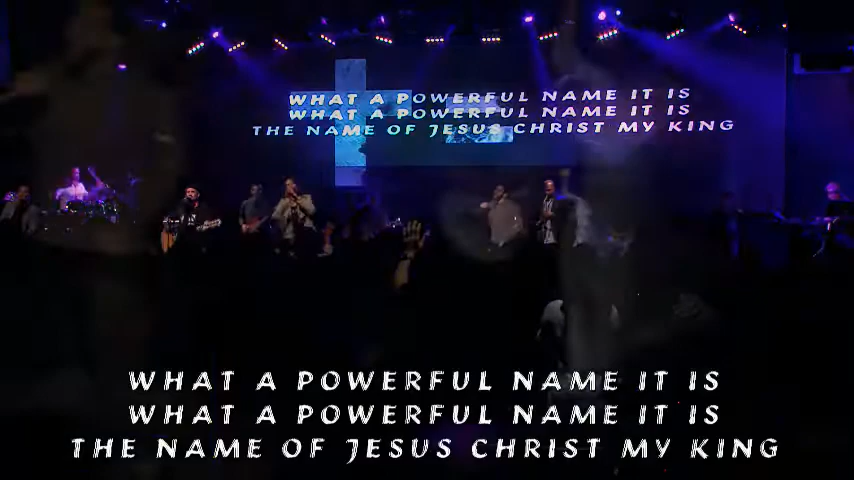 WHAT A POWERFUL NAME IT IS
WHAT A POWERFUL NAME IT IS
THE NAME OF JESUS CHRIST MY KING
WHAT A POWERFUL NAME IT IS
WHAT A POWERFUL NAME IT IS
THE NAME OF JESUS CHRIST MY KING